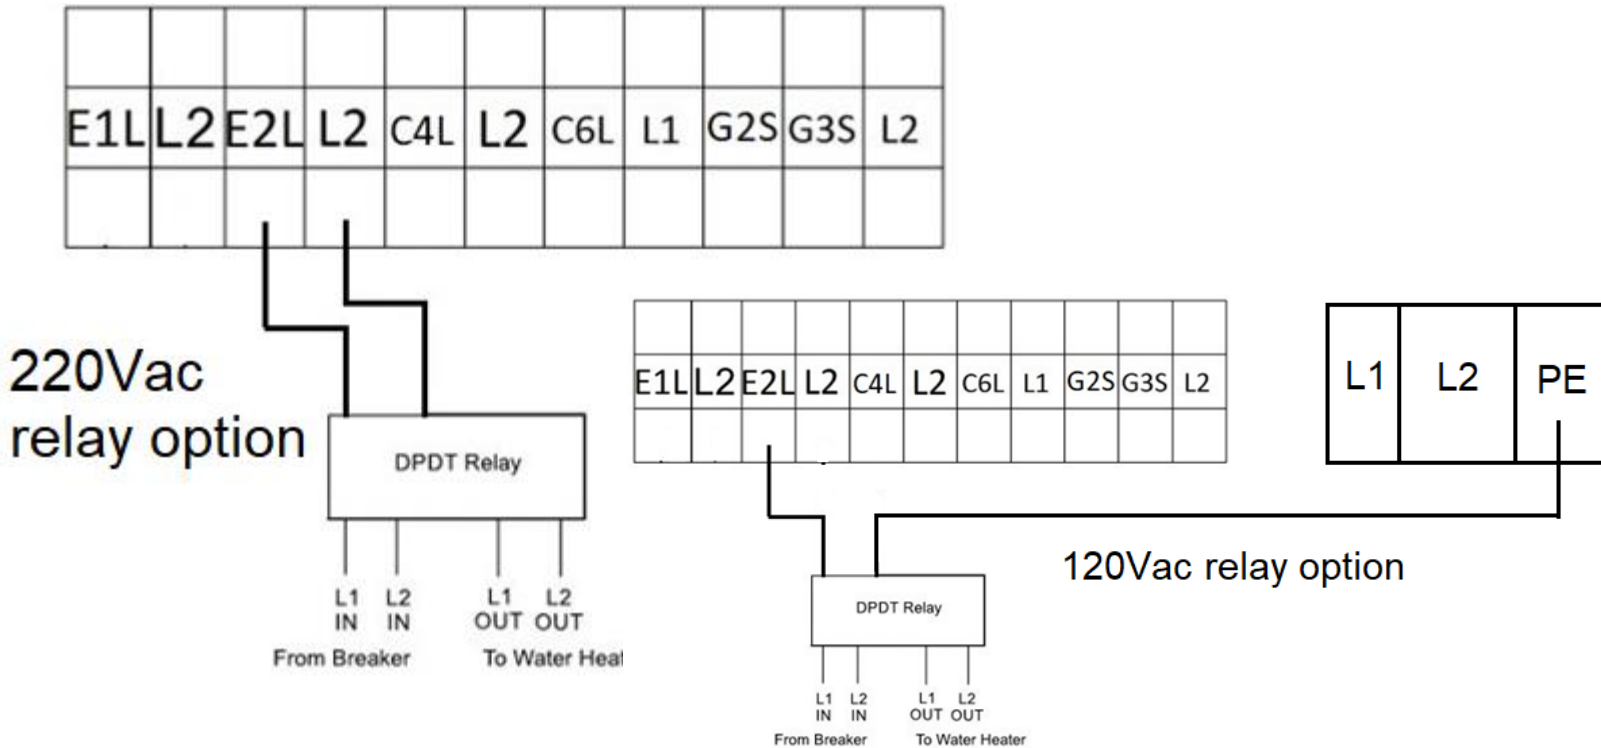 E1L L2 E2L L2 C4L L2 C6L L1 G2S G3S L2
220Vac
relay option
DPDT Relay
L1 L2 L1 L2
IN IN OUT OUT
From Breaker To Water Heat
E1L L2 E2L L2 C4L L2 C6L L1 G2S G3S L2
L1 L2 PE
120Vac relay option
DPDT Relay
L1 L2 L1 L2
IN IN OUT OUT
From Breaker To Water Heater